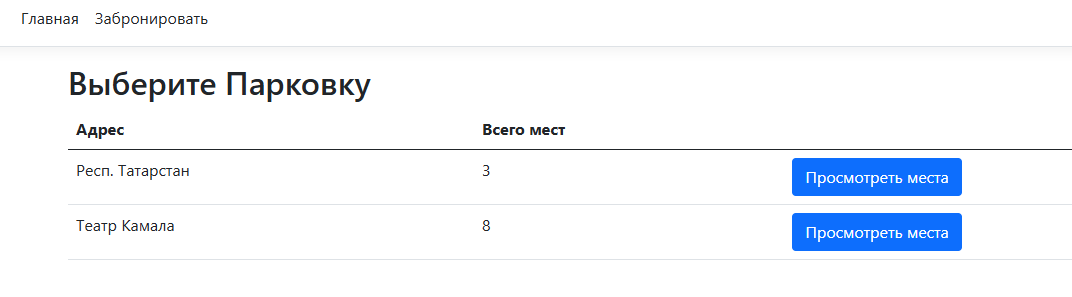 Главная Забронировать
Выберите Парковку
Адрес Всего мест
Респ. Татарстан 3 Просмотреть места
Театр Камала 8 Просмотреть места